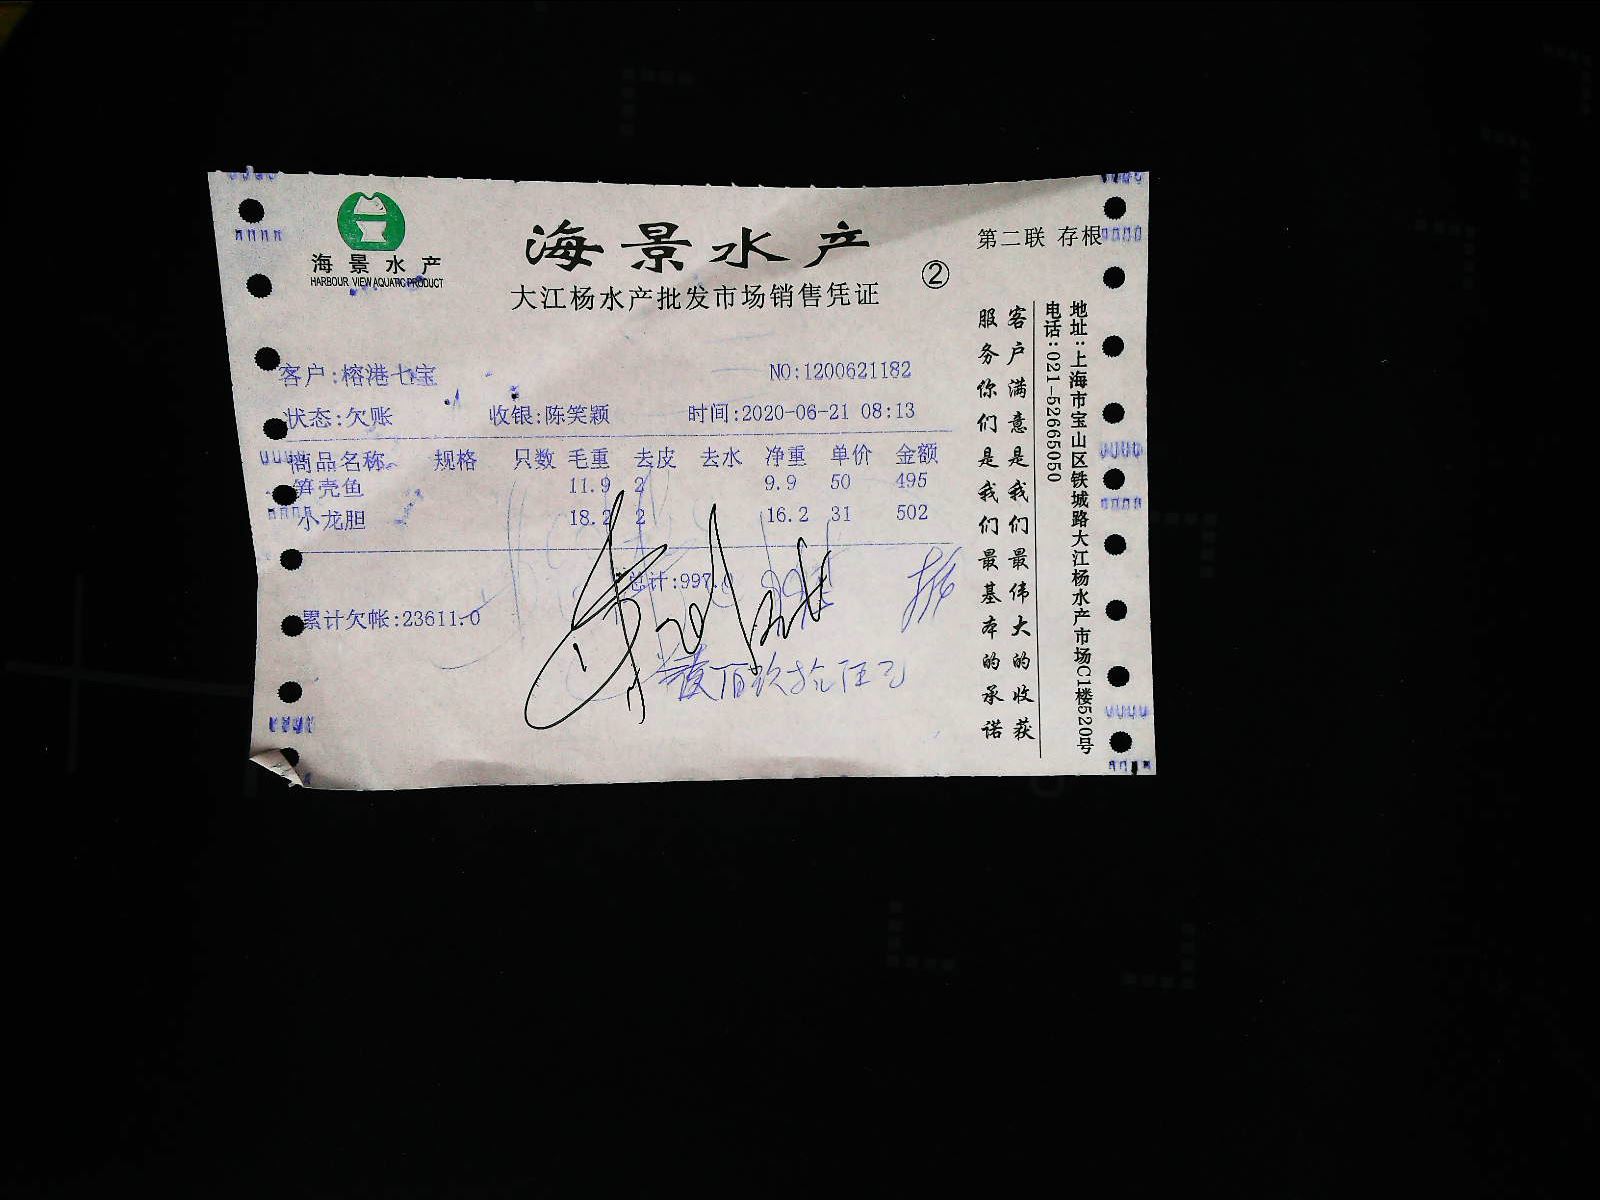 海景水产
HARBOUR VIEW AQUATIC PRODUCT
海景水产
大江杨水产批发市场销售凭证
②
第二联 存根
客户:榕港七宝
NO:1200621182
状态:欠账 收银:陈笑颖 时间:2020-06-21 08:13
商品名称 规格 只数 毛重 去皮 去水 净重 单价 金额
笋壳鱼 11.9 2 9.9 50 495
小龙胆 18.2 2 16.2 31 502
总计:997.0
累计欠帐:23611.0
客户满意是我们最伟大的收获
服务你们是我们最基本的承诺
地址:上海市宝山区铁城路大江杨水产市场C1楼520号
电话:021-52665050